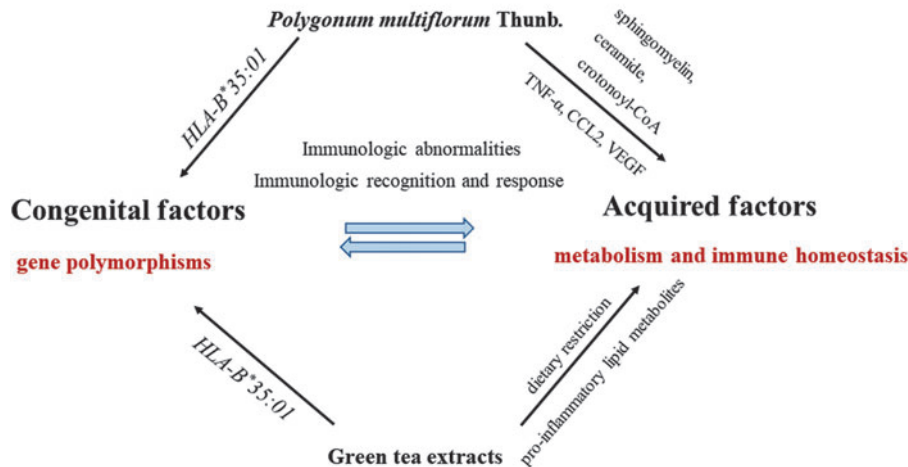 Polygonum multiflorum Thunb.
HLA-B*35:01
sphingomyelin,
ceramide,
crotonoyl-CoA
TNF-α, CCL2, VEGF
Immunologic abnormalities
Immunologic recognition and response
Congenital factors
gene polymorphisms
Acquired factors
metabolism and immune homeostasis
HLA-B*35:01
dietary restriction
pro-inflammatory lipid metabolites
Green tea extracts